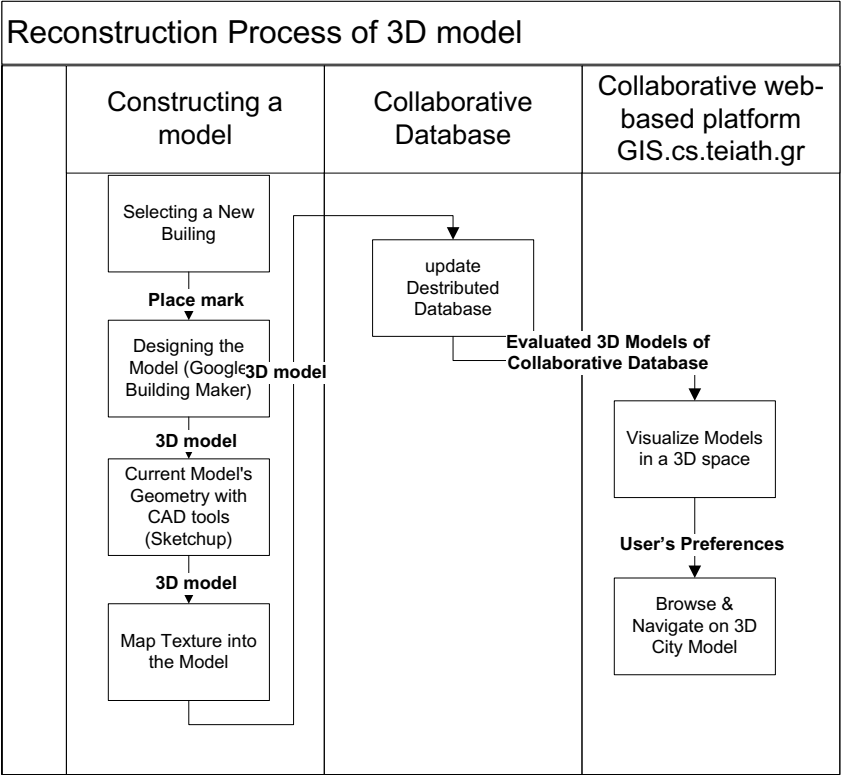 Reconstruction Process of 3D model
Constructing a
model
Collaborative
Database
Collaborative web-
based platform
GIS.cs.teiath.gr
Selecting a New
Builing
Place mark
Designing the
Model (Google
Building Maker)
3D model
3D model
Current Model's
Geometry with
CAD tools
(Sketchup)
3D model
Map Texture into
the Model
update
Destributed
Database
Evaluated 3D Models of
Collaborative Database
Visualize Models
in a 3D space
User's Preferences
Browse &
Navigate on 3D
City Model